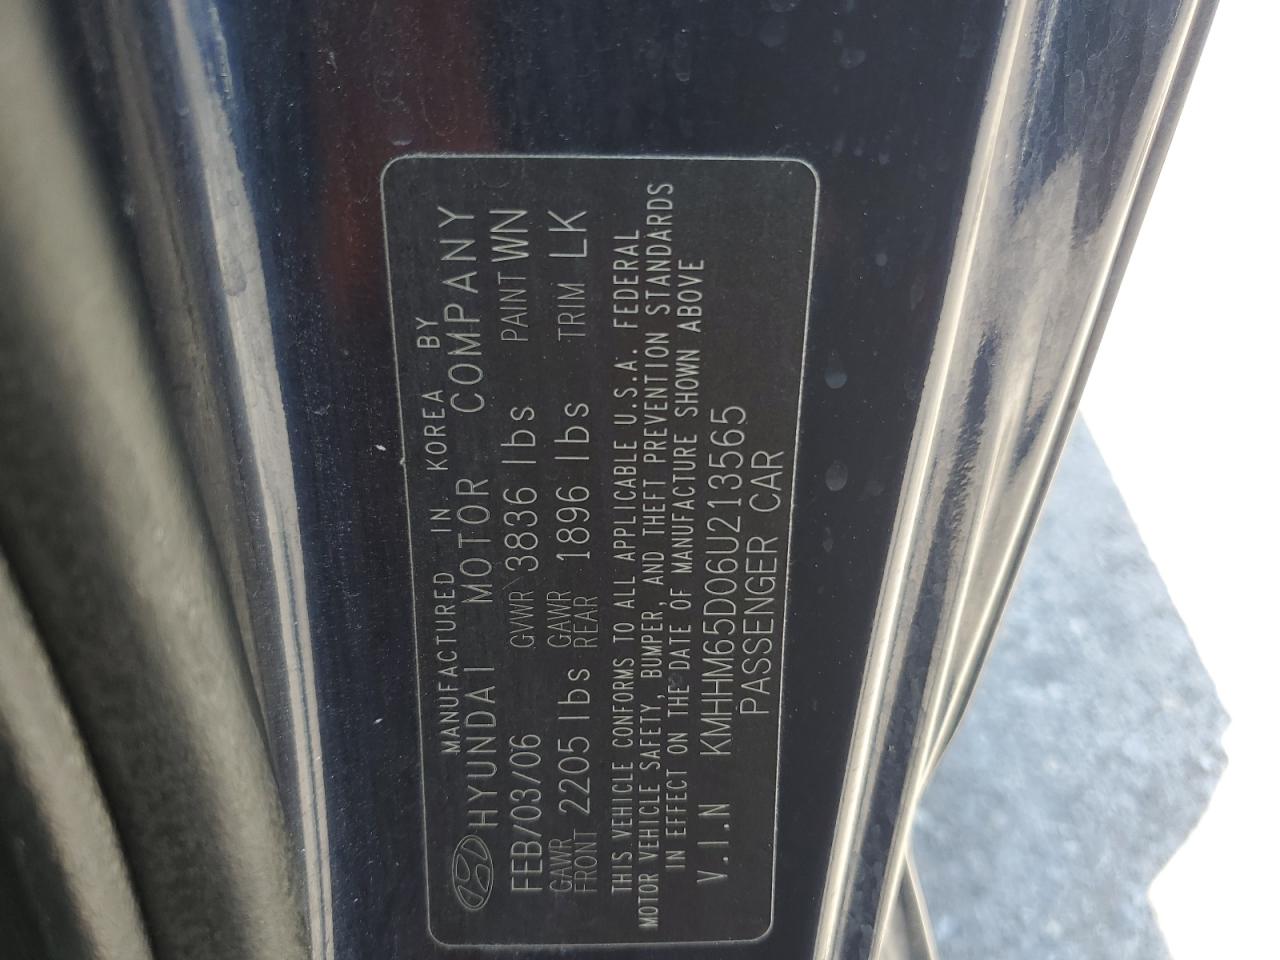 MANUFACTURED IN KOREA BY
HYUNDAI MOTOR COMPANY
FEB/03/06 GVWR 3836 lbs PAINT WN
GAWR FRONT 2205 lbs GAWR REAR 1896 lbs TRIM LK
THIS VEHICLE CONFORMS TO ALL APPLICABLE U.S.A. FEDERAL
MOTOR VEHICLE SAFETY, BUMPER, AND THEFT PREVENTION STANDARDS
IN EFFECT ON THE DATE OF MANUFACTURE SHOWN ABOVE
V.I.N KMHHM65D06U213565
PASSENGER CAR